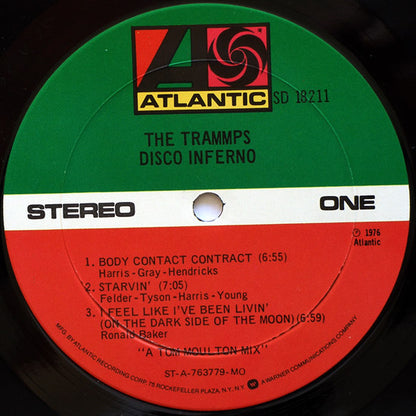 ATLANTIC SD 18211
THE TRAMMPS
DISCO INFERNO
STEREO ONE
℗ 1976
Atlantic
1. BODY CONTACT CONTRACT (6:55)
Harris - Gray - Hendricks
2. STARVIN' (7:05)
Felder - Tyson - Harris - Young
3. I FEEL LIKE I'VE BEEN LIVIN'
(ON THE DARK SIDE OF THE MOON) (6:59)
Ronald Baker
"A TOM MOULTON MIX"
ST-A-763779-MO
MFG. BY ATLANTIC RECORDING CORP. 75 ROCKEFELLER PLAZA, N.Y., N.Y. A WARNER COMMUNICATIONS COMPANY